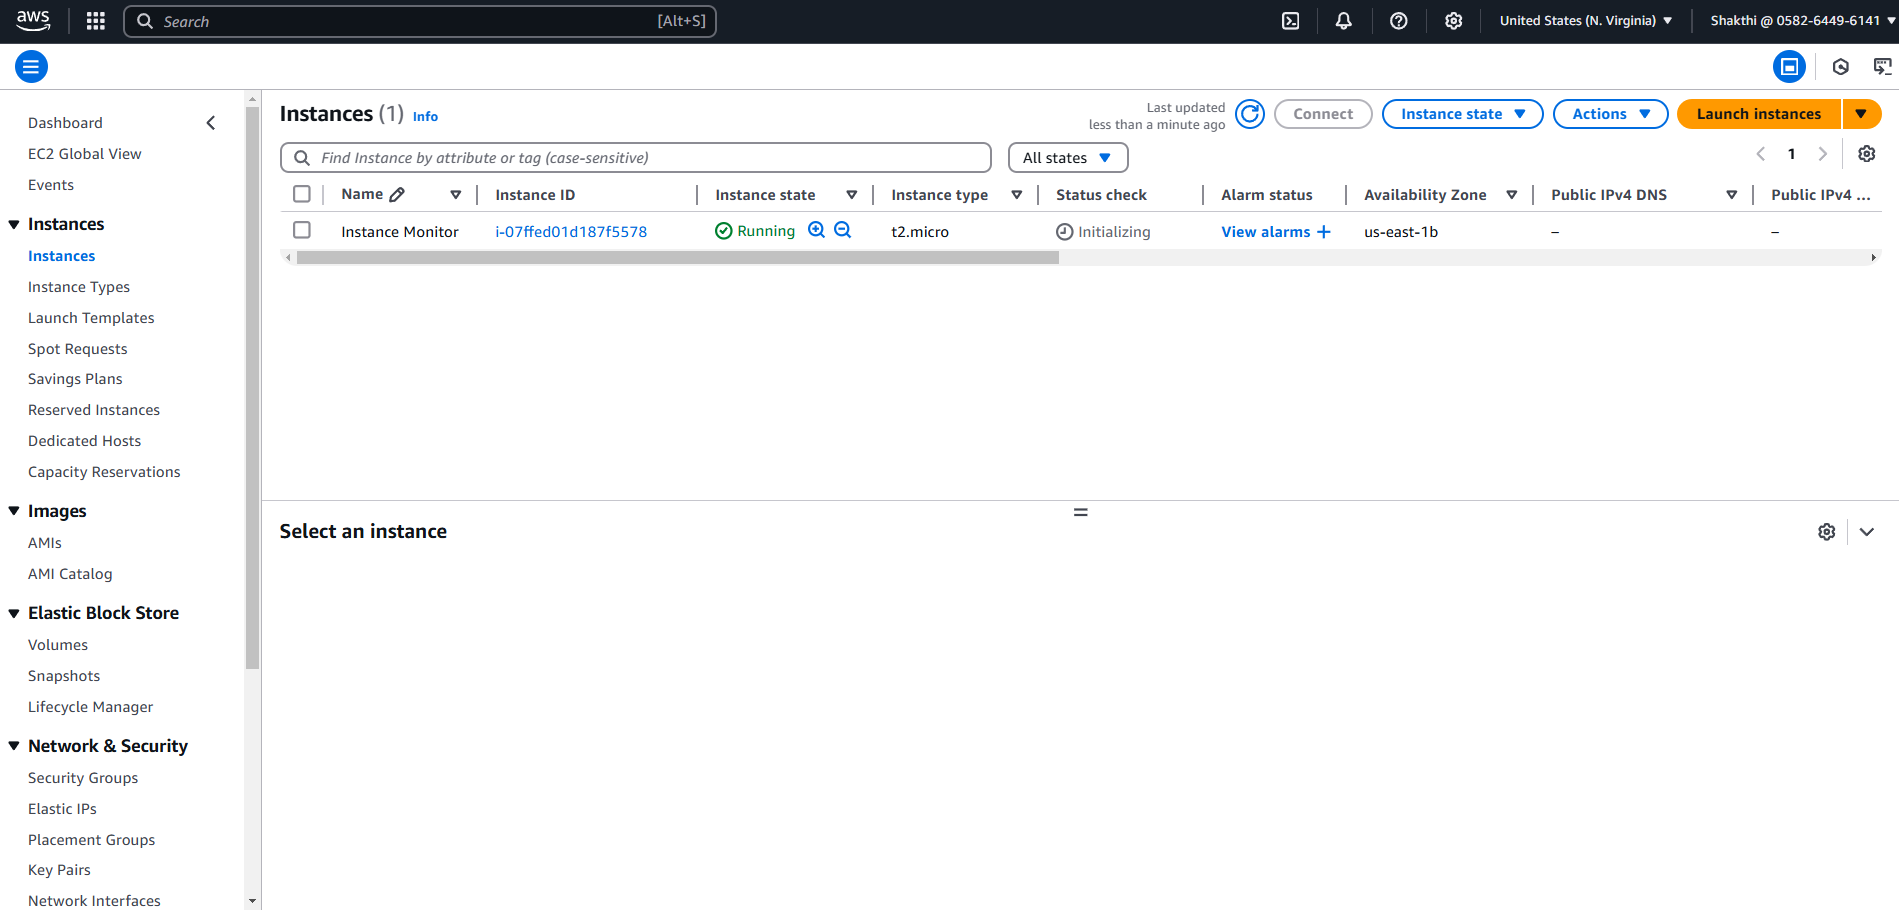 aws
Search [Alt+S]
United States (N. Virginia)
Shakthi @ 0582-6449-6141
Dashboard
EC2 Global View
Events
Instances
Instances
Instance Types
Launch Templates
Spot Requests
Savings Plans
Reserved Instances
Dedicated Hosts
Capacity Reservations
Images
AMIs
AMI Catalog
Elastic Block Store
Volumes
Snapshots
Lifecycle Manager
Network & Security
Security Groups
Elastic IPs
Placement Groups
Key Pairs
Network Interfaces
Instances (1) Info
Last updated
less than a minute ago
Connect
Instance state
Actions
Launch instances
Find Instance by attribute or tag (case-sensitive)
All states
1
Name Instance ID Instance state Instance type Status check Alarm status Availability Zone Public IPv4 DNS Public IPv4 ...
Instance Monitor i-07ffed01d187f5578 Running t2.micro Initializing View alarms + us-east-1b – –
Select an instance